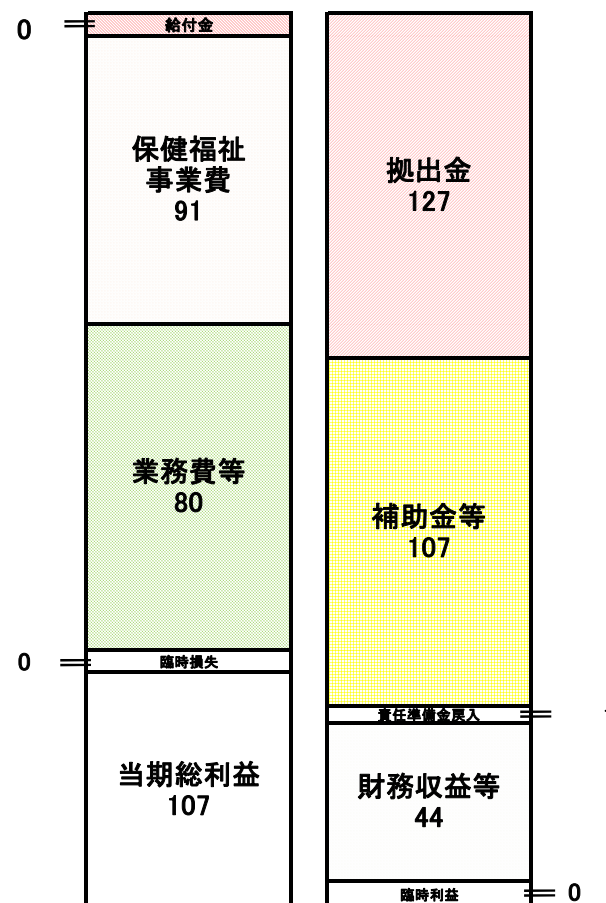 0
給付金
保健福祉
事業費
91
業務費等
80
0
臨時損失
当期総利益
107
拠出金
127
補助金等
107
責任準備金戻入
財務収益等
44
臨時利益
0